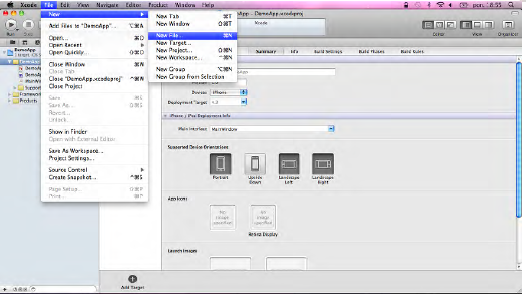 Xcode File Edit View Navigate Editor Product Window Help
pon. 18:55
DemoApp.xcodeproj
Xcode
Run
Editor View Organizer
New
Add Files to "DemoApp"...
Open...
Open Recent
Open Quickly...
Close Window
Close Tab
Close "DemoApp.xcodeproj"
Close Project
Save
Save As...
Revert...
Unlock...
Show in Finder
Open with External Editor
Save As Workspace...
Project Settings...
Source Control
Create Snapshot...
Page Setup...
Print...
New Tab
New Window
New File...
New Target...
New Project...
New Workspace...
New Group
New Group from Selection
DemoApp
Frameworks
Products
Summary Info Build Settings Build Phases Build Rules
Devices iPhone
Deployment Target 4.3
iPhone / iPod Deployment Info
Main Interface MainWindow
Supported Device Orientations
Portrait
Upside Down
Landscape Left
Landscape Right
App Icons
No image specified
No image specified
Retina Display
Launch Images
Add Target